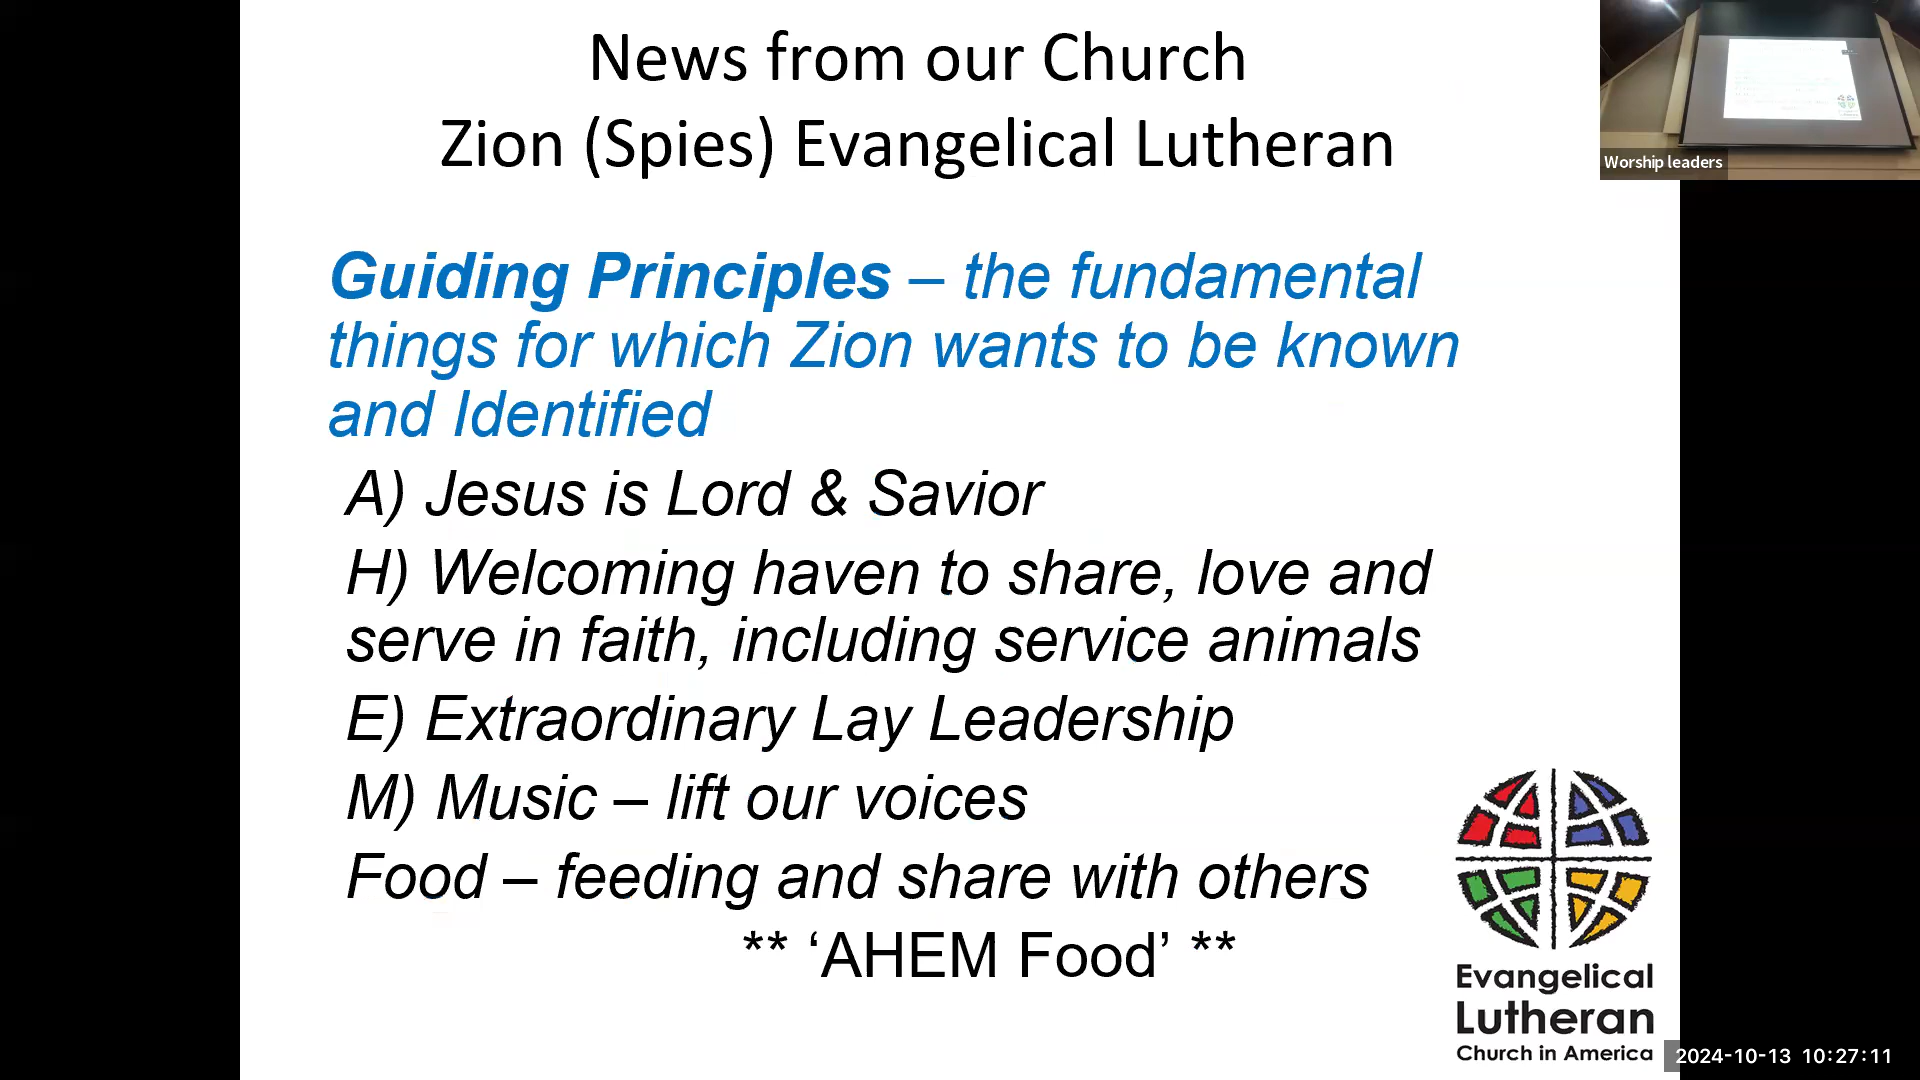 News from our Church
Zion (Spies) Evangelical Lutheran
Worship leaders
Guiding Principles – the fundamental
things for which Zion wants to be known
and Identified
A) Jesus is Lord & Savior
H) Welcoming haven to share, love and
serve in faith, including service animals
E) Extraordinary Lay Leadership
M) Music – lift our voices
Food – feeding and share with others
** ‘AHEM Food’ **
Evangelical
Lutheran
Church in America
2024-10-13 10:27:11